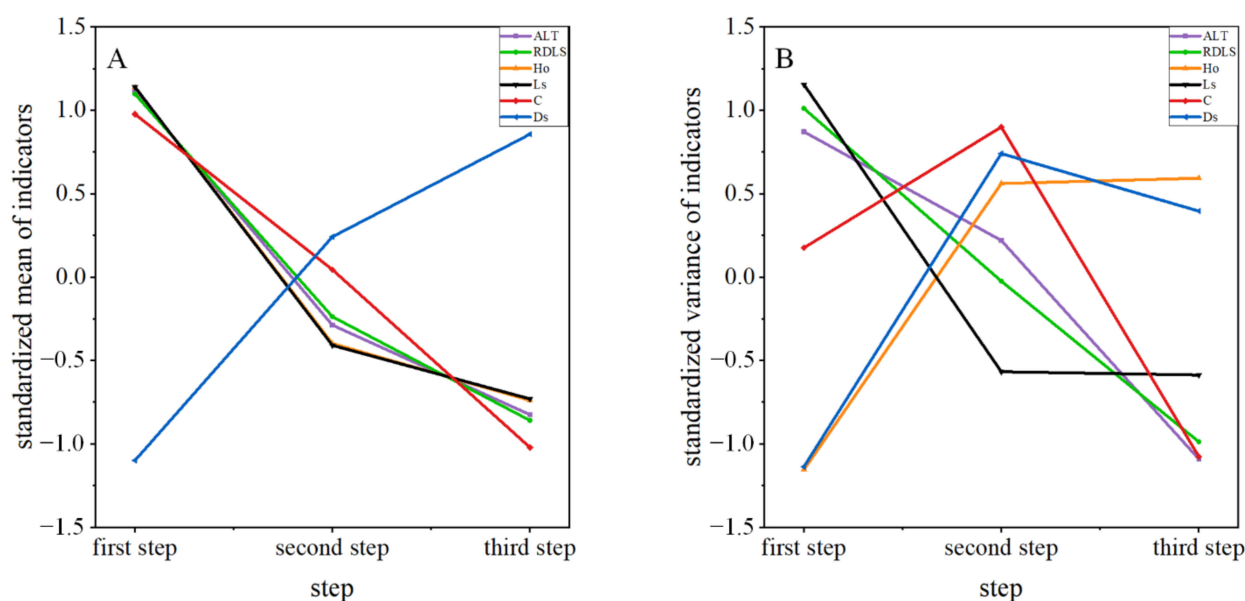 A
ALT
RDLS
Ho
Ls
C
Ds
1.5
1.0
0.5
0.0
−0.5
−1.0
−1.5
standardized mean of indicators
first step
second step
third step
step
B
ALT
RDLS
Ho
Ls
C
Ds
1.5
1.0
0.5
0.0
−0.5
−1.0
−1.5
standardized variance of indicators
first step
second step
third step
step